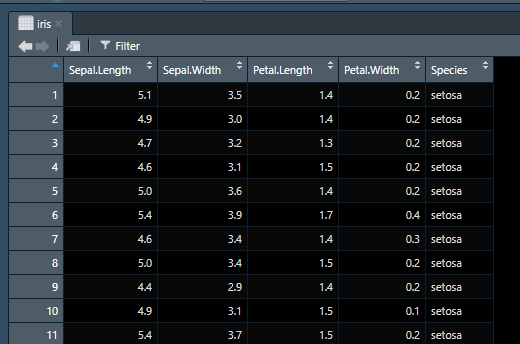 iris
Filter
Sepal.Length Sepal.Width Petal.Length Petal.Width Species
1 5.1 3.5 1.4 0.2 setosa
2 4.9 3.0 1.4 0.2 setosa
3 4.7 3.2 1.3 0.2 setosa
4 4.6 3.1 1.5 0.2 setosa
5 5.0 3.6 1.4 0.2 setosa
6 5.4 3.9 1.7 0.4 setosa
7 4.6 3.4 1.4 0.3 setosa
8 5.0 3.4 1.5 0.2 setosa
9 4.4 2.9 1.4 0.2 setosa
10 4.9 3.1 1.5 0.1 setosa
11 5.4 3.7 1.5 0.2 setosa